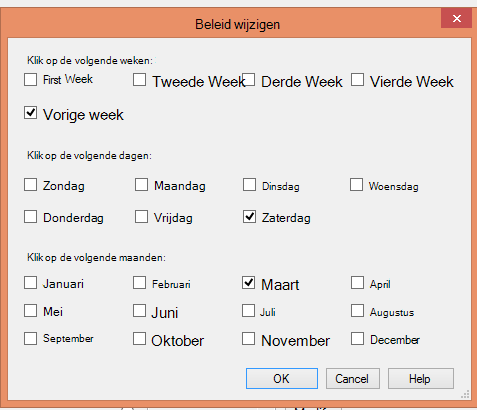 Beleid wijzigen
Klik op de volgende weken:
First Week Tweede Week Derde Week Vierde Week
Vorige week
Klik op de volgende dagen:
Zondag Maandag Dinsdag Woensdag
Donderdag Vrijdag Zaterdag
Klik op de volgende maanden:
Januari Februari Maart April
Mei Juni Juli Augustus
September Oktober November December
OK Cancel Help